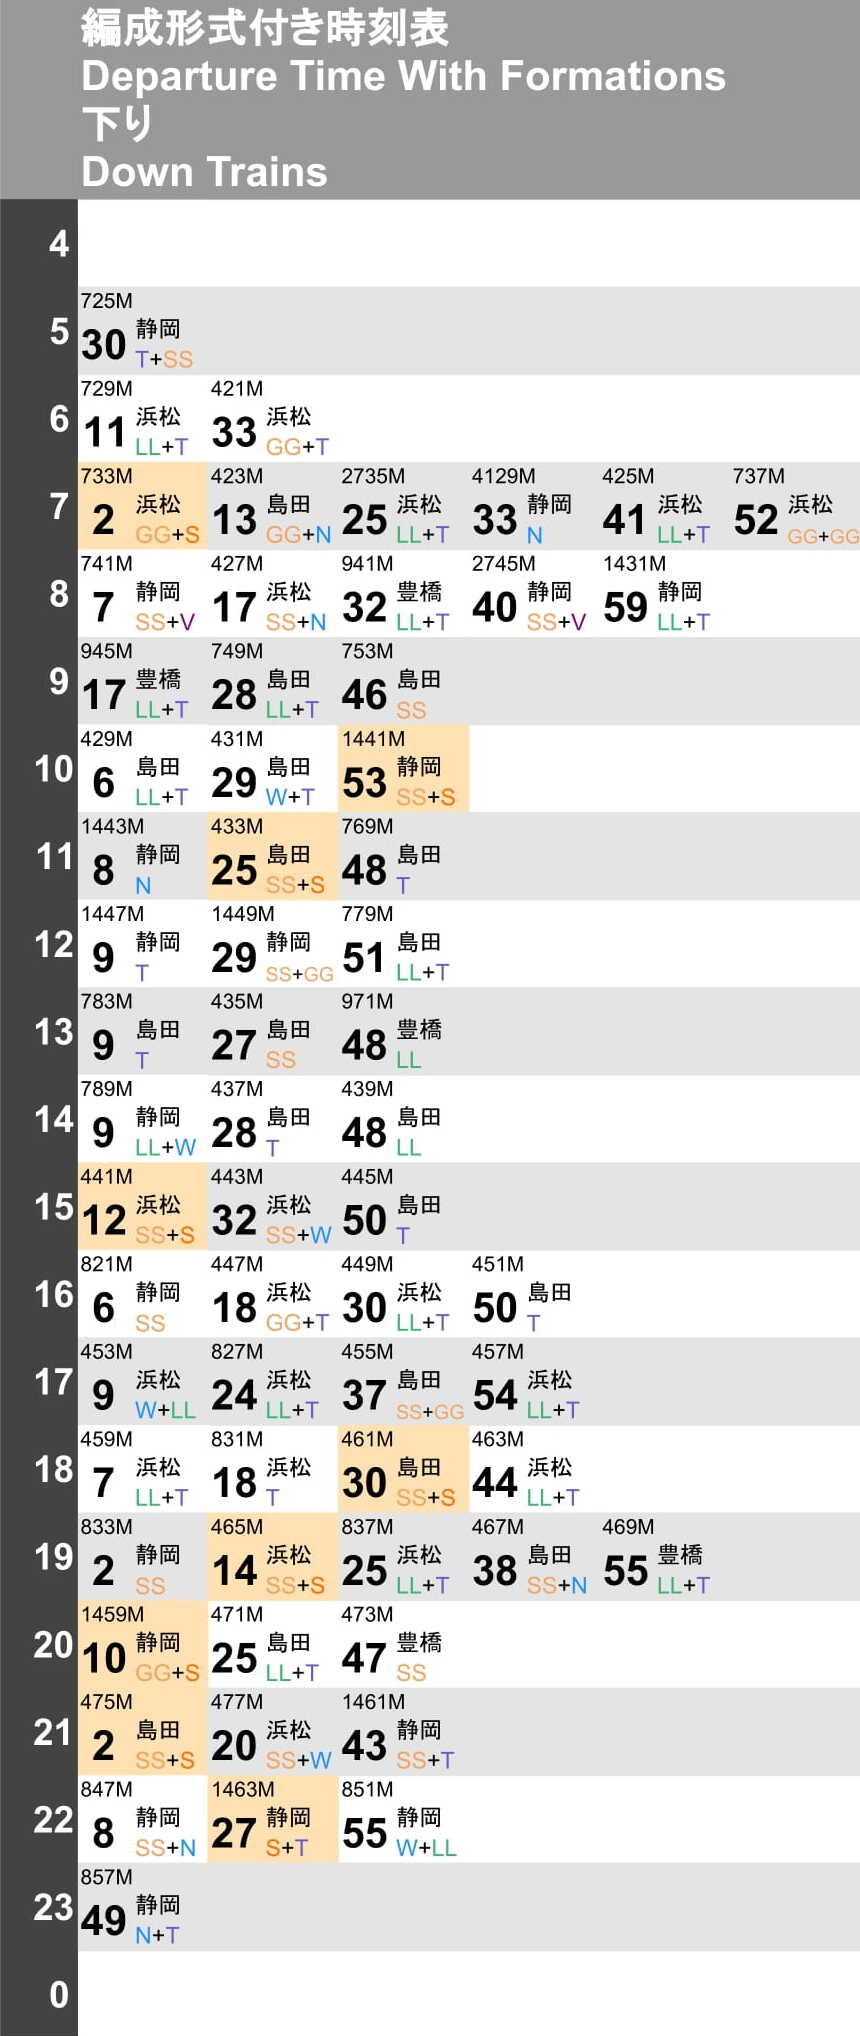 編成形式付き時刻表
Departure Time With Formations
下り
Down Trains
4
5
725M
30 静岡
T+SS
6
729M 421M
11 浜松 33 浜松
LL+T GG+T
7
733M 423M 2735M 4129M 425M 737M
2 浜松 13 島田 25 浜松 33 静岡 41 浜松 52 浜松
GG+S GG+N LL+T N LL+T GG+GG
8
741M 427M 941M 2745M 1431M
7 静岡 17 浜松 32 豊橋 40 静岡 59 静岡
SS+V SS+N LL+T SS+V LL+T
9
945M 749M 753M
17 豊橋 28 島田 46 島田
LL+T LL+T SS
10
429M 431M 1441M
6 島田 29 島田 53 静岡
LL+T W+T SS+S
11
1443M 433M 769M
8 静岡 25 島田 48 島田
N SS+S T
12
1447M 1449M 779M
9 静岡 29 静岡 51 島田
T SS+GG LL+T
13
783M 435M 971M
9 島田 27 島田 48 豊橋
T SS LL
14
789M 437M 439M
9 静岡 28 島田 48 島田
LL+W T LL
15
441M 443M 445M
12 浜松 32 浜松 50 島田
SS+S SS+W T
16
821M 447M 449M 451M
6 静岡 18 浜松 30 浜松 50 島田
SS GG+T LL+T T
17
453M 827M 455M 457M
9 浜松 24 浜松 37 島田 54 浜松
W+LL LL+T SS+GG LL+T
18
459M 831M 461M 463M
7 浜松 18 浜松 30 島田 44 浜松
LL+T T SS+S LL+T
19
833M 465M 837M 467M 469M
2 静岡 14 浜松 25 浜松 38 島田 55 豊橋
SS SS+S LL+T SS+N LL+T
20
1459M 471M 473M
10 静岡 25 島田 47 豊橋
GG+S LL+T SS
21
475M 477M 1461M
2 島田 20 浜松 43 静岡
SS+S SS+W SS+T
22
847M 1463M 851M
8 静岡 27 静岡 55 静岡
SS+N S+T W+LL
23
857M
49 静岡
N+T
0